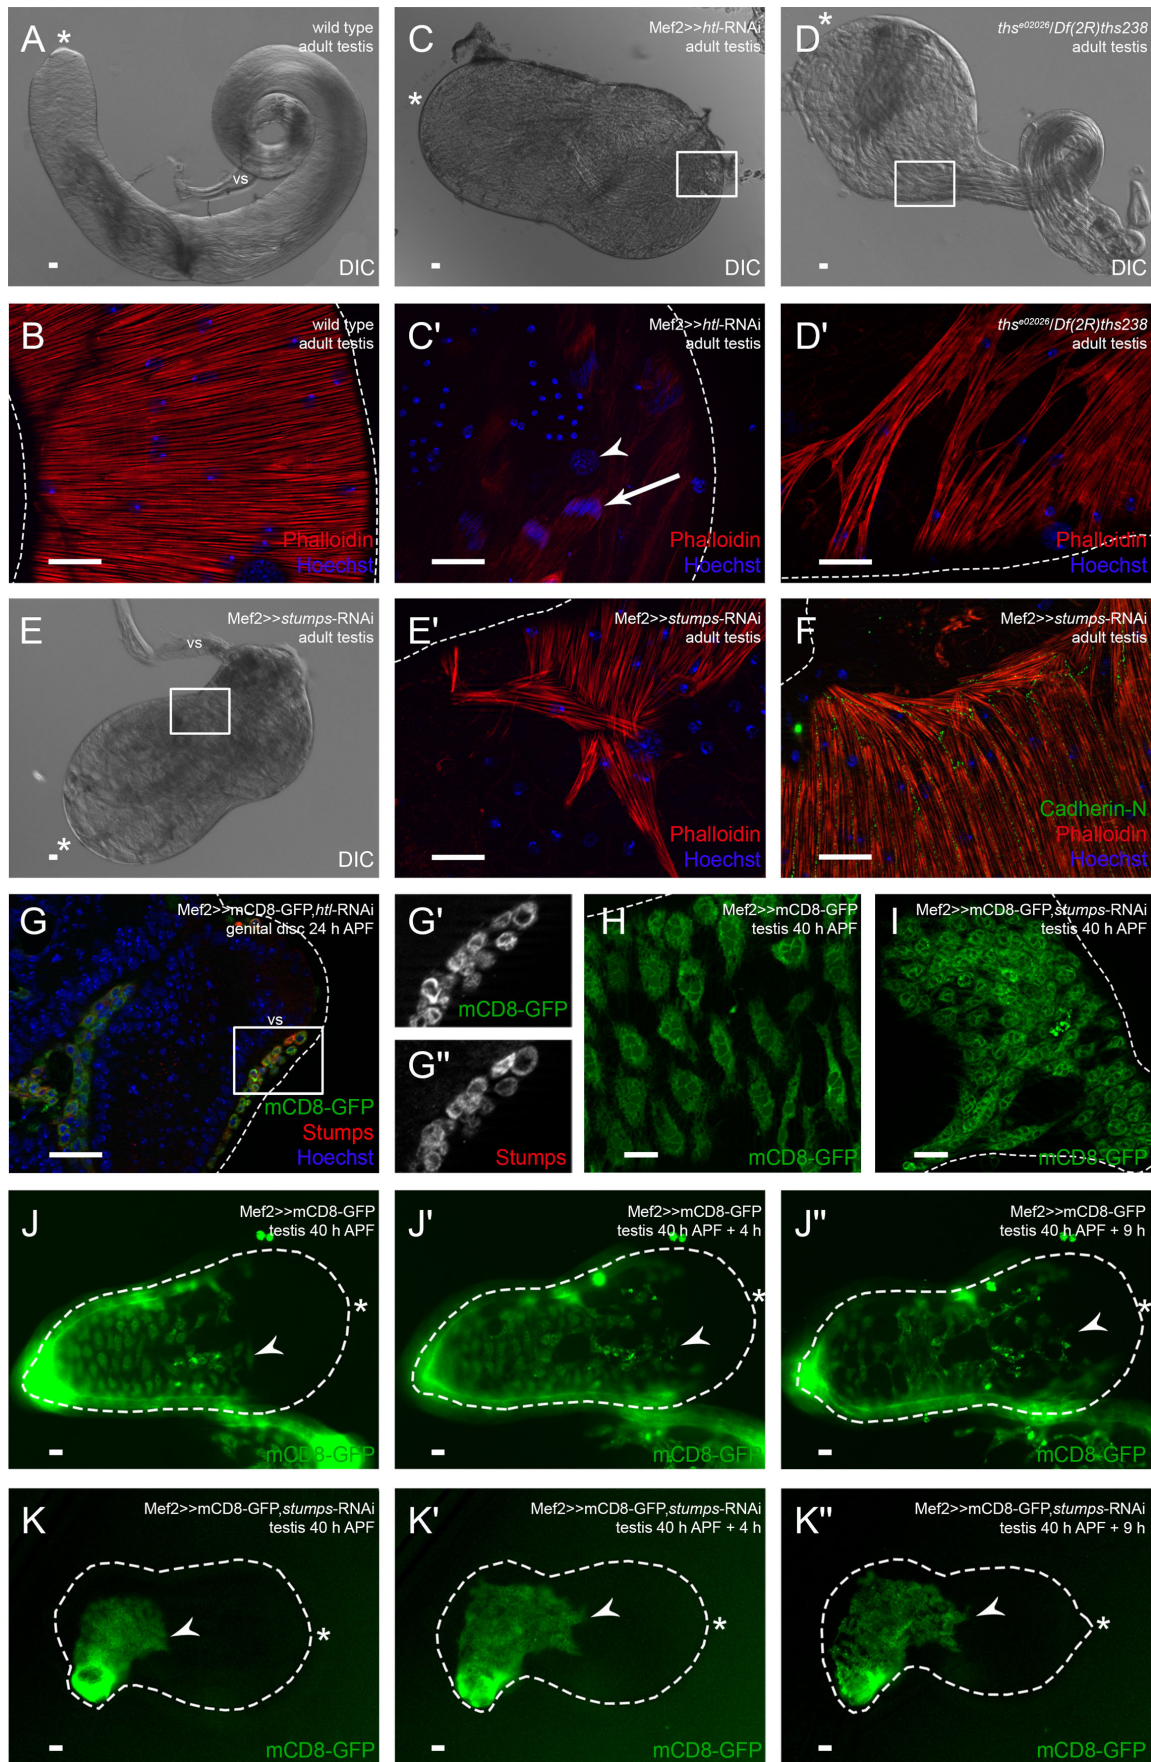 A
wild type
adult testis
*
vs
DIC
C
Mef2>>htl-RNAi
adult testis
*
DIC
D
*
thsᵉ⁰²⁰²⁶/Df(2R)ths238
adult testis
DIC
B
wild type
adult testis
Phalloidin
Hoechst
C'
Mef2>>htl-RNAi
adult testis
Phalloidin
Hoechst
D'
thsᵉ⁰²⁰²⁶/Df(2R)ths238
adult testis
Phalloidin
Hoechst
E
Mef2>>stumps-RNAi
adult testis
vs
*
DIC
E'
Mef2>>stumps-RNAi
adult testis
Phalloidin
Hoechst
F
Mef2>>stumps-RNAi
adult testis
Cadherin-N
Phalloidin
Hoechst
G
Mef2>>mCD8-GFP,htl-RNAi
genital disc 24 h APF
vs
mCD8-GFP
Stumps
Hoechst
G'
mCD8-GFP
G"
Stumps
H
Mef2>>mCD8-GFP
testis 40 h APF
mCD8-GFP
I
Mef2>>mCD8-GFP,stumps-RNAi
testis 40 h APF
mCD8-GFP
J
Mef2>>mCD8-GFP
testis 40 h APF
*
mCD8-GFP
J'
Mef2>>mCD8-GFP
testis 40 h APF + 4 h
*
mCD8-GFP
J"
Mef2>>mCD8-GFP
testis 40 h APF + 9 h
*
mCD8-GFP
K
Mef2>>mCD8-GFP,stumps-RNAi
testis 40 h APF
*
mCD8-GFP
K'
Mef2>>mCD8-GFP,stumps-RNAi
testis 40 h APF + 4 h
*
mCD8-GFP
K"
Mef2>>mCD8-GFP,stumps-RNAi
testis 40 h APF + 9 h
*
mCD8-GFP